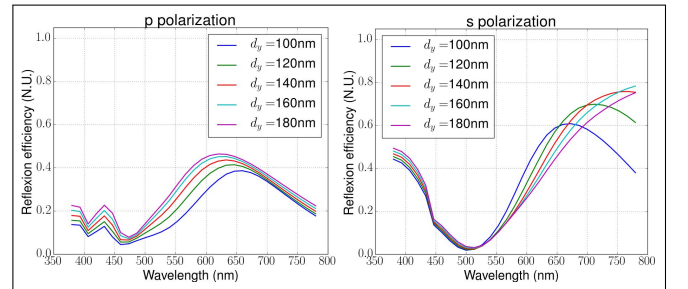 p polarization
Reflexion efficiency (N.U.)
1.0
0.8
0.6
0.4
0.2
0.0
d_y =100nm
d_y =120nm
d_y =140nm
d_y =160nm
d_y =180nm
350 400 450 500 550 600 650 700 750 800
Wavelength (nm)
s polarization
Reflexion efficiency (N.U.)
1.0
0.8
0.6
0.4
0.2
0.0
d_y =100nm
d_y =120nm
d_y =140nm
d_y =160nm
d_y =180nm
350 400 450 500 550 600 650 700 750 800
Wavelength (nm)